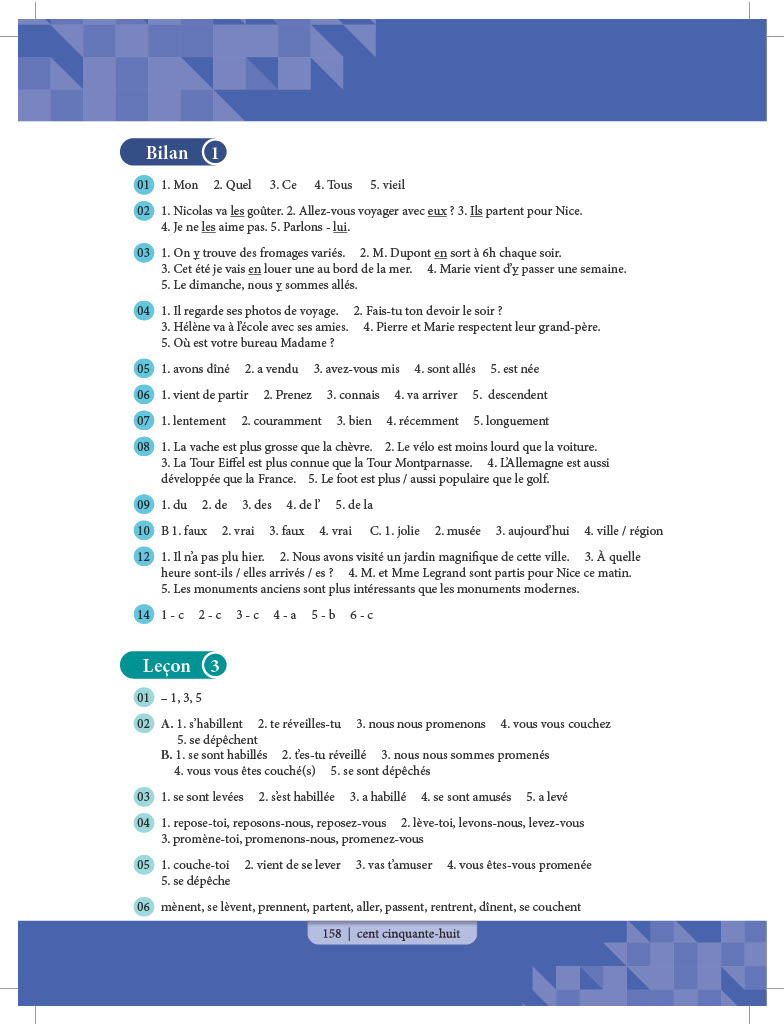 Bilan 1
01 1. Mon 2. Quel 3. Ce 4. Tous 5. vieil
02 1. Nicolas va les goûter. 2. Allez-vous voyager avec eux ? 3. Ils partent pour Nice.
4. Je ne les aime pas. 5. Parlons - lui.
03 1. On y trouve des fromages variés. 2. M. Dupont en sort à 6h chaque soir.
3. Cet été je vais en louer une au bord de la mer. 4. Marie vient d'y passer une semaine.
5. Le dimanche, nous y sommes allés.
04 1. Il regarde ses photos de voyage. 2. Fais-tu ton devoir le soir ?
3. Hélène va à l'école avec ses amies. 4. Pierre et Marie respectent leur grand-père.
5. Où est votre bureau Madame ?
05 1. avons dîné 2. a vendu 3. avez-vous mis 4. sont allés 5. est née
06 1. vient de partir 2. Prenez 3. connais 4. va arriver 5. descendent
07 1. lentement 2. couramment 3. bien 4. récemment 5. longuement
08 1. La vache est plus grosse que la chèvre. 2. Le vélo est moins lourd que la voiture.
3. La Tour Eiffel est plus connue que la Tour Montparnasse. 4. L'Allemagne est aussi
développée que la France. 5. Le foot est plus / aussi populaire que le golf.
09 1. du 2. de 3. des 4. de l' 5. de la
10 B 1. faux 2. vrai 3. faux 4. vrai C. 1. jolie 2. musée 3. aujourd'hui 4. ville / région
12 1. Il n'a pas plu hier. 2. Nous avons visité un jardin magnifique de cette ville. 3. À quelle
heure sont-ils / elles arrivés / es ? 4. M. et Mme Legrand sont partis pour Nice ce matin.
5. Les monuments anciens sont plus intéressants que les monuments modernes.
14 1 - c 2 - c 3 - c 4 - a 5 - b 6 - c
Leçon 3
01 – 1, 3, 5
02 A. 1. s'habillent 2. te réveilles-tu 3. nous nous promenons 4. vous vous couchez
5. se dépêchent
B. 1. se sont habillés 2. t'es-tu réveillé 3. nous nous sommes promenés
4. vous vous êtes couché(s) 5. se sont dépêchés
03 1. se sont levées 2. s'est habillée 3. a habillé 4. se sont amusés 5. a levé
04 1. repose-toi, reposons-nous, reposez-vous 2. lève-toi, levons-nous, levez-vous
3. promène-toi, promenons-nous, promenez-vous
05 1. couche-toi 2. vient de se lever 3. vas t'amuser 4. vous êtes-vous promenée
5. se dépêche
06 mènent, se lèvent, prennent, partent, aller, passent, rentrent, dînent, se couchent
158 | cent cinquante-huit